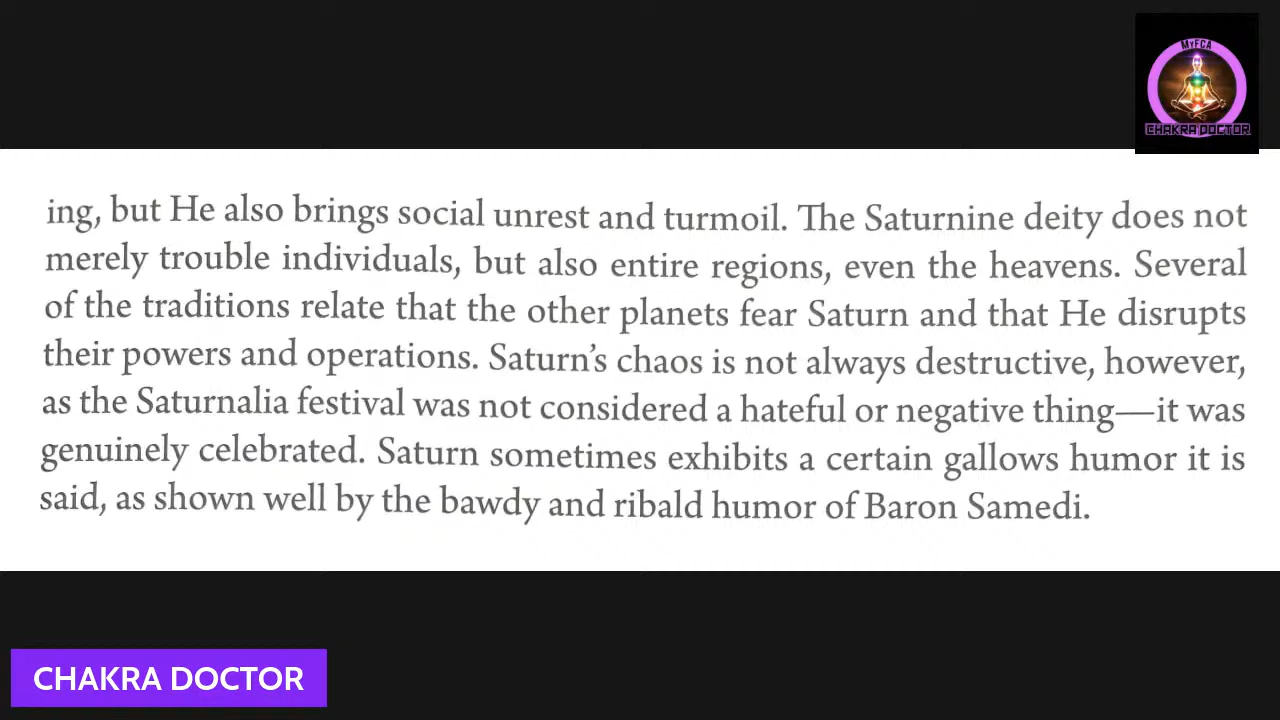 MYFCA
CHAKRA DOCTOR
ing, but He also brings social unrest and turmoil. The Saturnine deity does not
merely trouble individuals, but also entire regions, even the heavens. Several
of the traditions relate that the other planets fear Saturn and that He disrupts
their powers and operations. Saturn’s chaos is not always destructive, however,
as the Saturnalia festival was not considered a hateful or negative thing—it was
genuinely celebrated. Saturn sometimes exhibits a certain gallows humor it is
said, as shown well by the bawdy and ribald humor of Baron Samedi.
CHAKRA DOCTOR